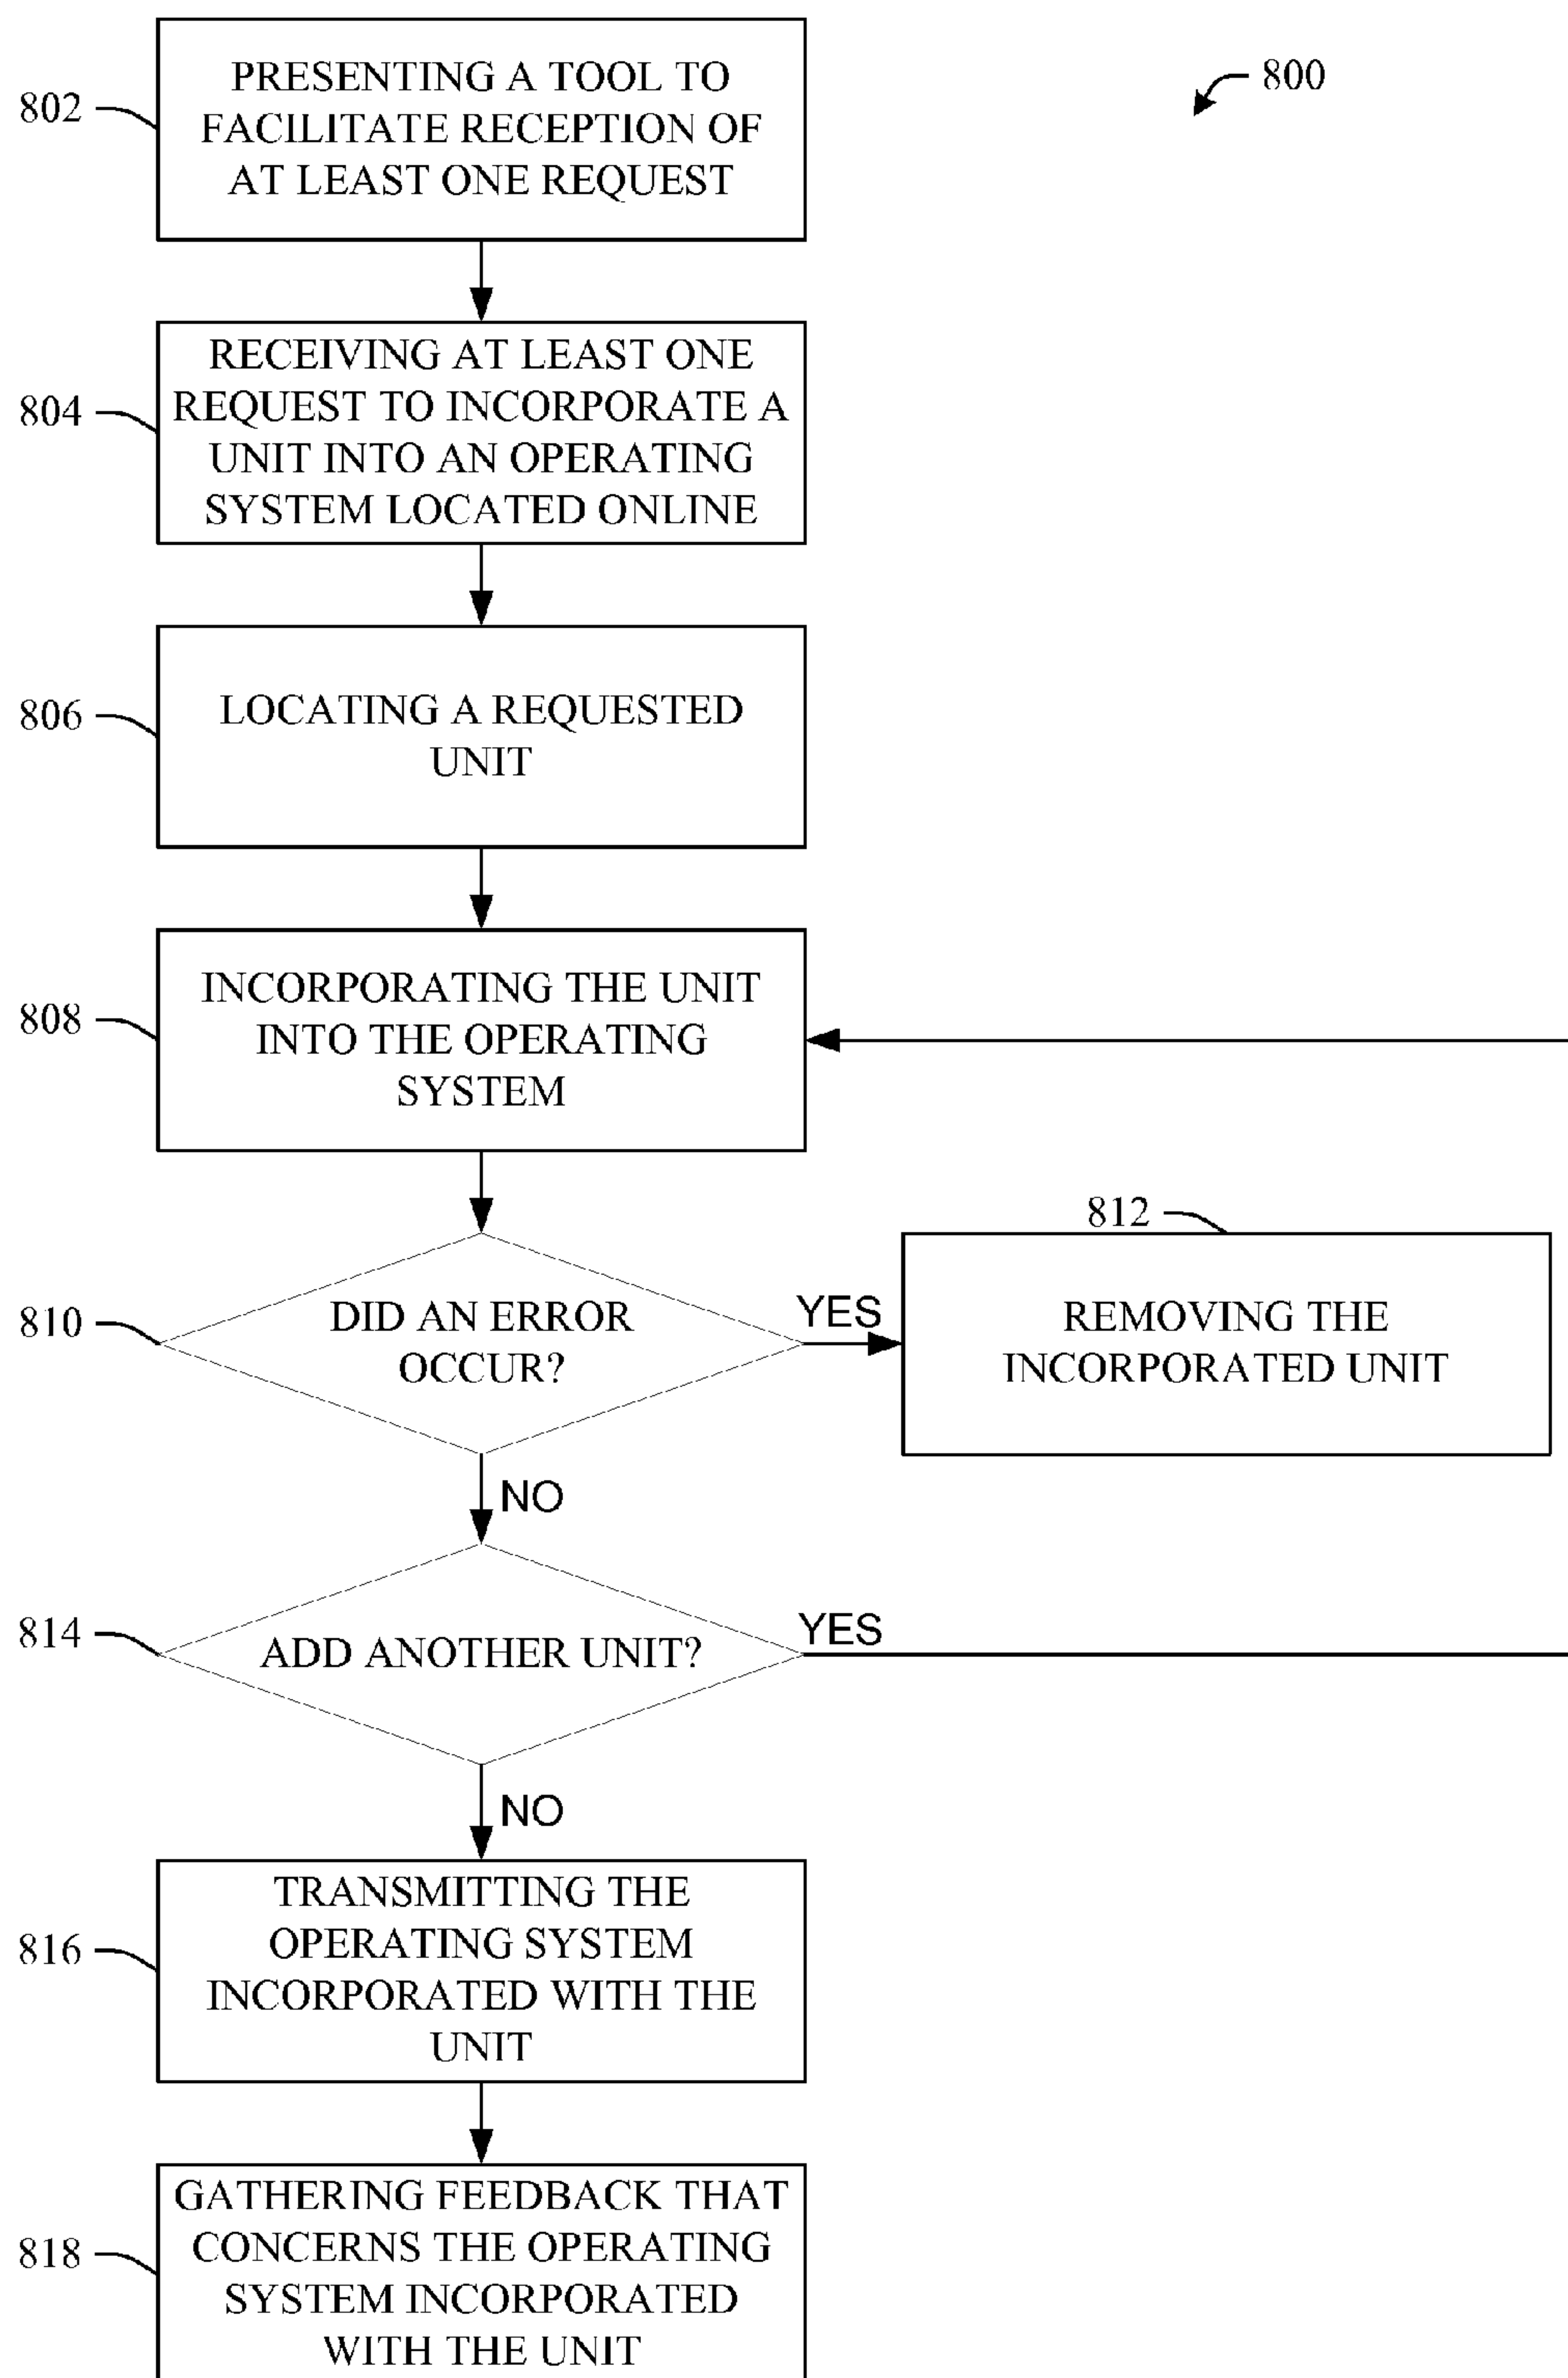 800
802
PRESENTING A TOOL TO
FACILITATE RECEPTION OF
AT LEAST ONE REQUEST
804
RECEIVING AT LEAST ONE
REQUEST TO INCORPORATE A
UNIT INTO AN OPERATING
SYSTEM LOCATED ONLINE
806
LOCATING A REQUESTED
UNIT
808
INCORPORATING THE UNIT
INTO THE OPERATING
SYSTEM
810
DID AN ERROR
OCCUR?
YES
812
REMOVING THE
INCORPORATED UNIT
NO
814
ADD ANOTHER UNIT?
YES
NO
816
TRANSMITTING THE
OPERATING SYSTEM
INCORPORATED WITH THE
UNIT
818
GATHERING FEEDBACK THAT
CONCERNS THE OPERATING
SYSTEM INCORPORATED
WITH THE UNIT